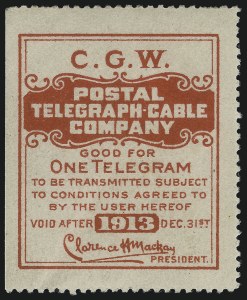 C.G.W.
POSTAL
TELEGRAPH-CABLE
COMPANY
GOOD FOR
ONE TELEGRAM
TO BE TRANSMITTED SUBJECT
TO CONDITIONS AGREED TO
BY THE USER HEREOF
VOID AFTER 1913 DEC. 31ST
Clarence H Mackay
PRESIDENT.